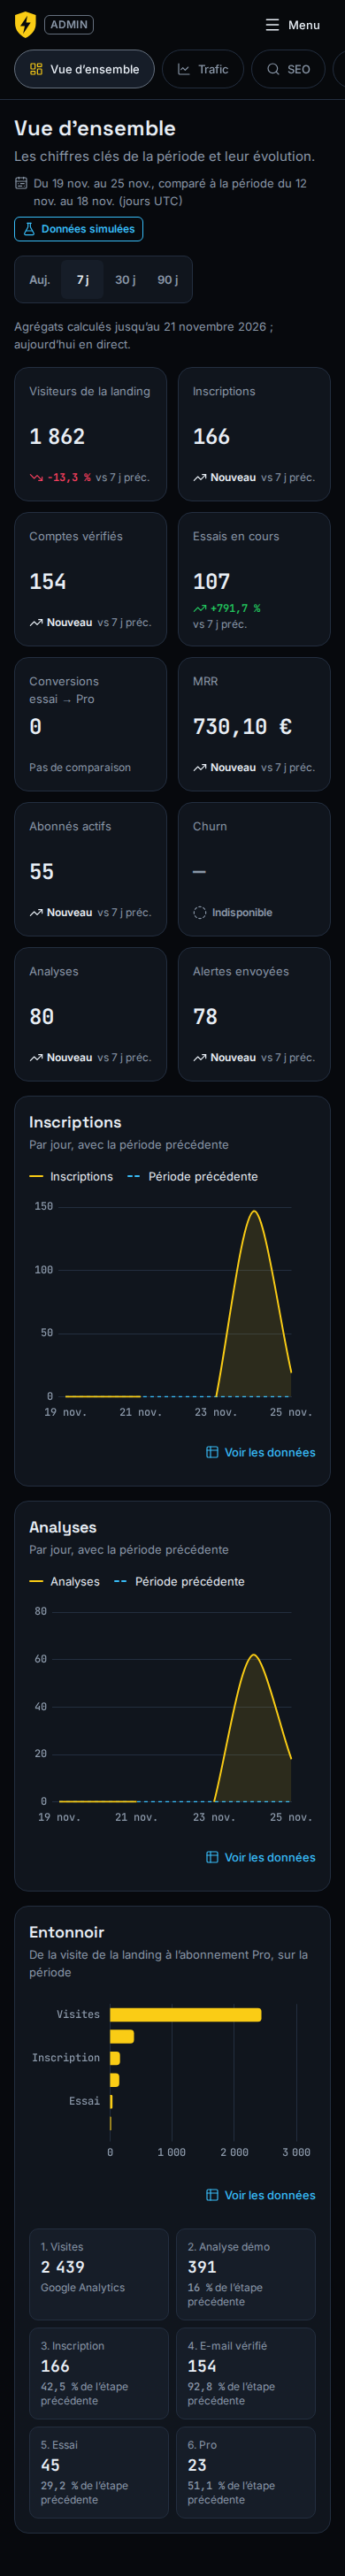 ADMIN
Menu
Vue d’ensemble
Trafic
SEO
Vue d’ensemble
Les chiffres clés de la période et leur évolution.
Du 19 nov. au 25 nov., comparé à la période du 12
nov. au 18 nov. (jours UTC)
Données simulées
Auj. 7 j 30 j 90 j
Agrégats calculés jusqu’au 21 novembre 2026 ;
aujourd’hui en direct.
Visiteurs de la landing
1 862
-13,3 % vs 7 j préc.
Inscriptions
166
Nouveau vs 7 j préc.
Comptes vérifiés
154
Nouveau vs 7 j préc.
Essais en cours
107
+791,7 %
vs 7 j préc.
Conversions
essai → Pro
0
Pas de comparaison
MRR
730,10 €
Nouveau vs 7 j préc.
Abonnés actifs
55
Nouveau vs 7 j préc.
Churn
—
Indisponible
Analyses
80
Nouveau vs 7 j préc.
Alertes envoyées
78
Nouveau vs 7 j préc.
Inscriptions
Par jour, avec la période précédente
Inscriptions Période précédente
150
100
50
0
19 nov. 21 nov. 23 nov. 25 nov.
Voir les données
Analyses
Par jour, avec la période précédente
Analyses Période précédente
80
60
40
20
0
19 nov. 21 nov. 23 nov. 25 nov.
Voir les données
Entonnoir
De la visite de la landing à l’abonnement Pro, sur la
période
Visites
Inscription
Essai
0 1 000 2 000 3 000
Voir les données
1. Visites
2 439
Google Analytics
2. Analyse démo
391
16 % de l’étape
précédente
3. Inscription
166
42,5 % de l’étape
précédente
4. E-mail vérifié
154
92,8 % de l’étape
précédente
5. Essai
45
29,2 % de l’étape
précédente
6. Pro
23
51,1 % de l’étape
précédente